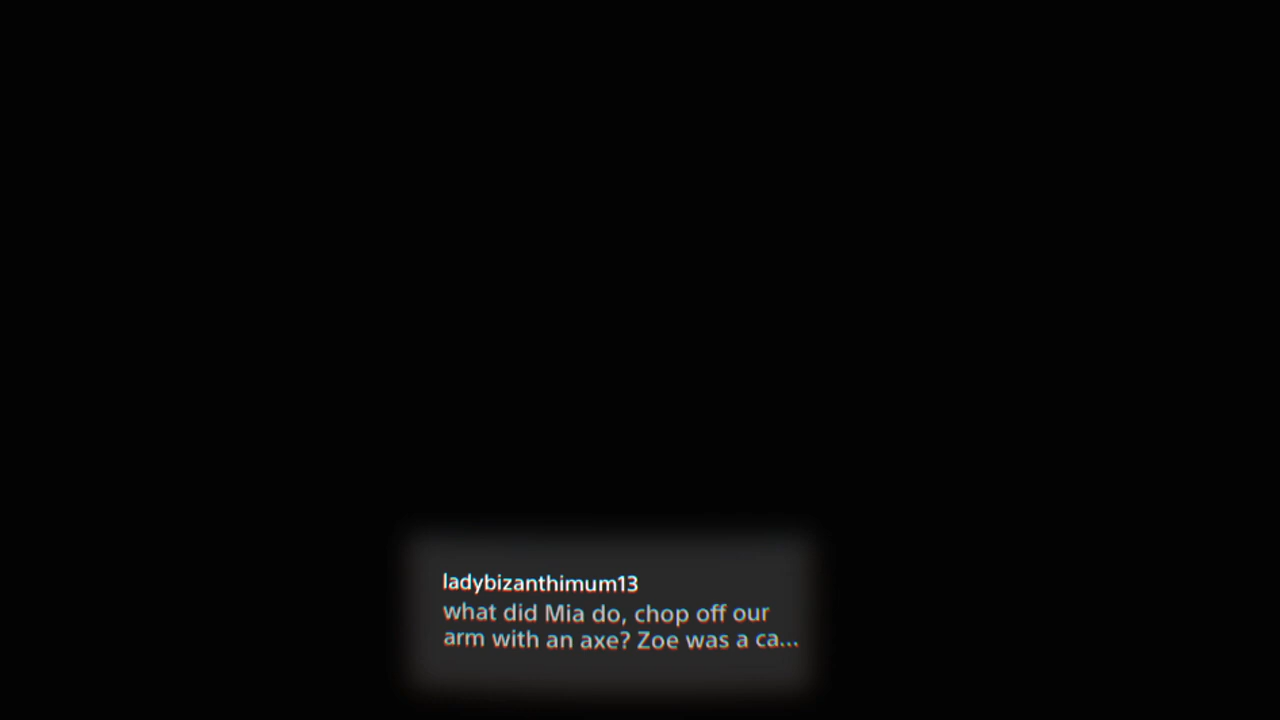 ladybizanthimum13
what did Mia do, chop off our
arm with an axe? Zoe was a ca...